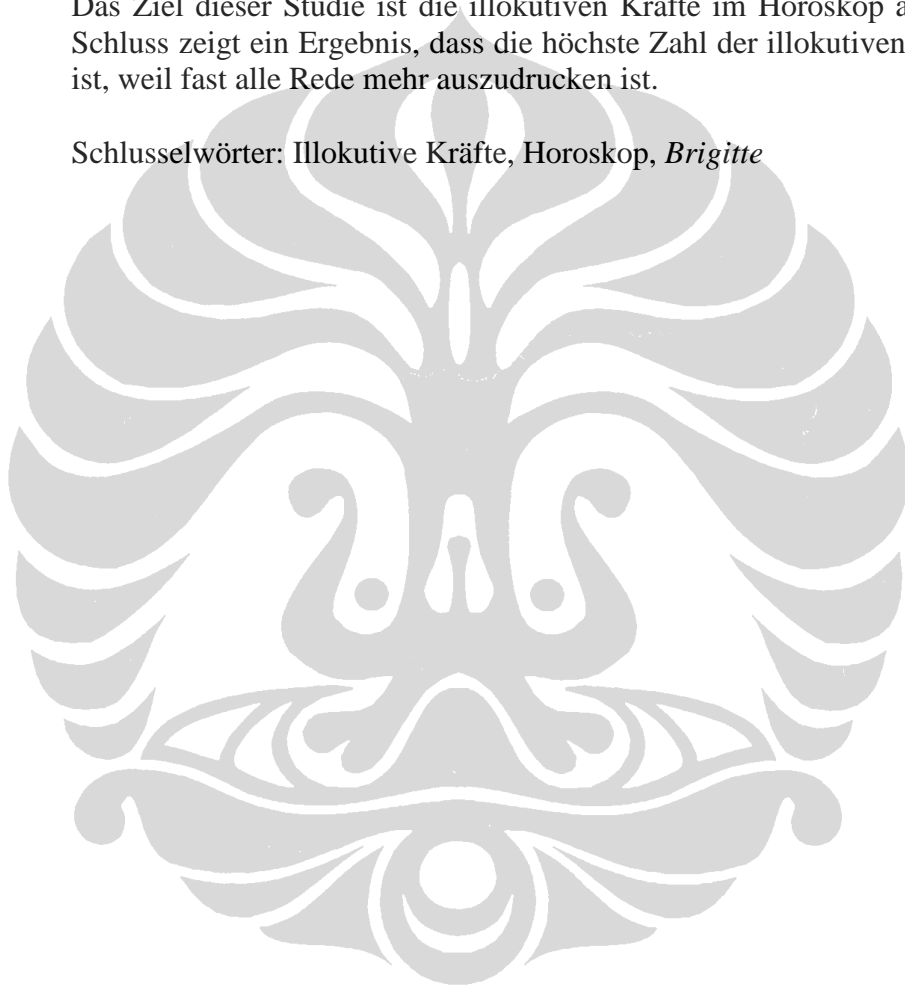 Das Ziel dieser Studie ist die illokutiven Kräfte im Horoskop
Schluss zeigt ein Ergebnis, dass die höchste Zahl der illokutiven
ist, weil fast alle Rede mehr auszudrucken ist.
Schlusselwörter: Illokutive Kräfte, Horoskop, Brigitte